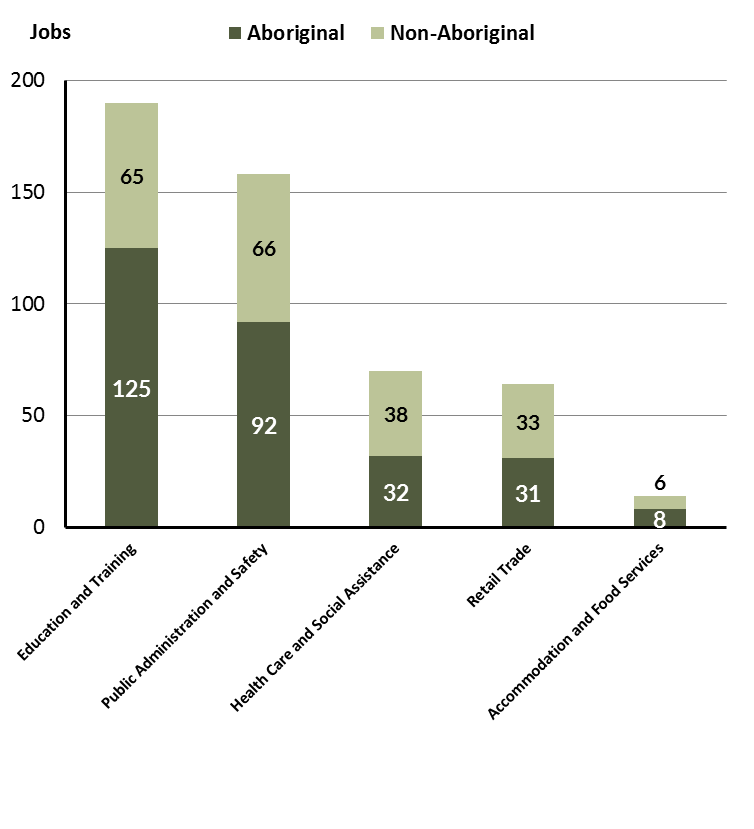 Jobs
Aboriginal Non-Aboriginal
200
150
100
50
0
65
125
66
92
38
32
33
31
6
8
Education and Training
Public Administration and Safety
Health Care and Social Assistance
Retail Trade
Accommodation and Food Services